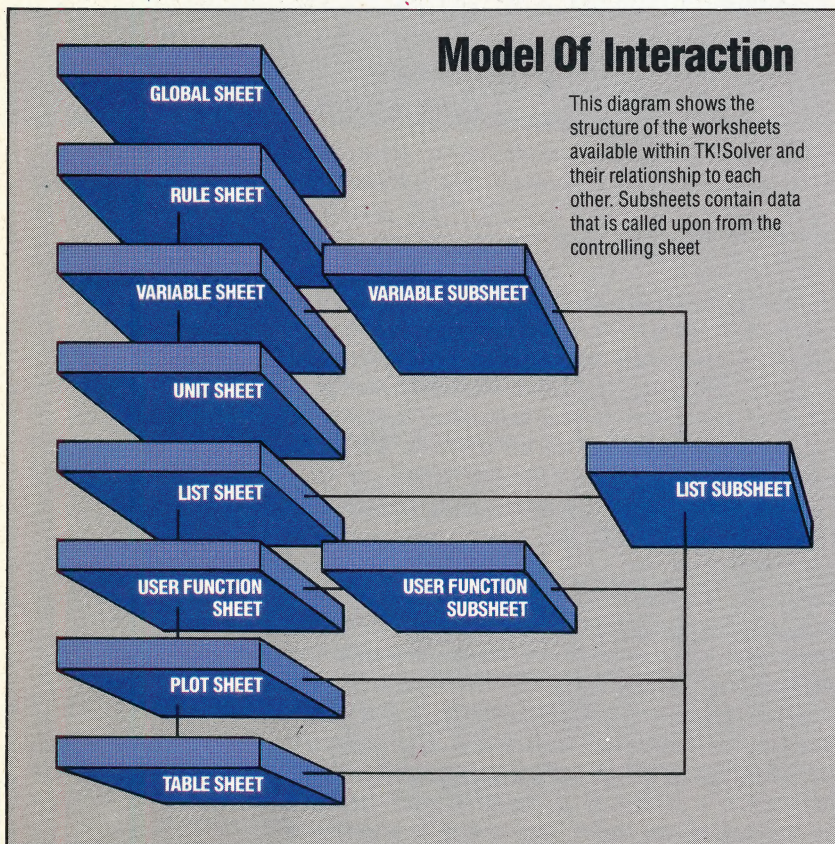 Model Of Interaction
This diagram shows the
structure of the worksheets
available within TK!Solver and
their relationship to each
other. Subsheets contain data
that is called upon from the
controlling sheet
GLOBAL SHEET
RULE SHEET
VARIABLE SHEET
VARIABLE SUBSHEET
UNIT SHEET
LIST SHEET
LIST SUBSHEET
USER FUNCTION
SHEET
USER FUNCTION
SUBSHEET
PLOT SHEET
TABLE SHEET